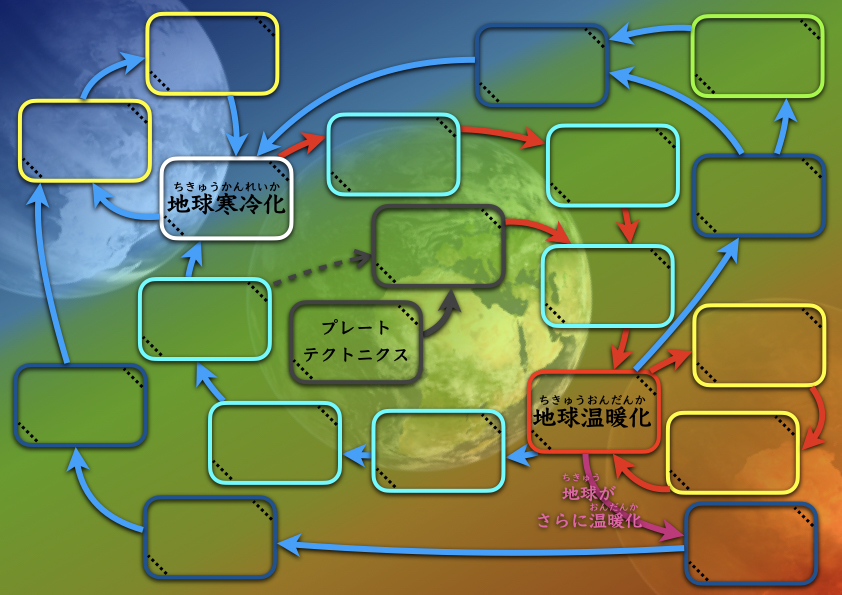 ちきゅうかんれいか
地球寒冷化
プレート
テクトニクス
ちきゅうおんだんか
地球温暖化
ちきゅう
地球が
おんだんか
さらに温暖化